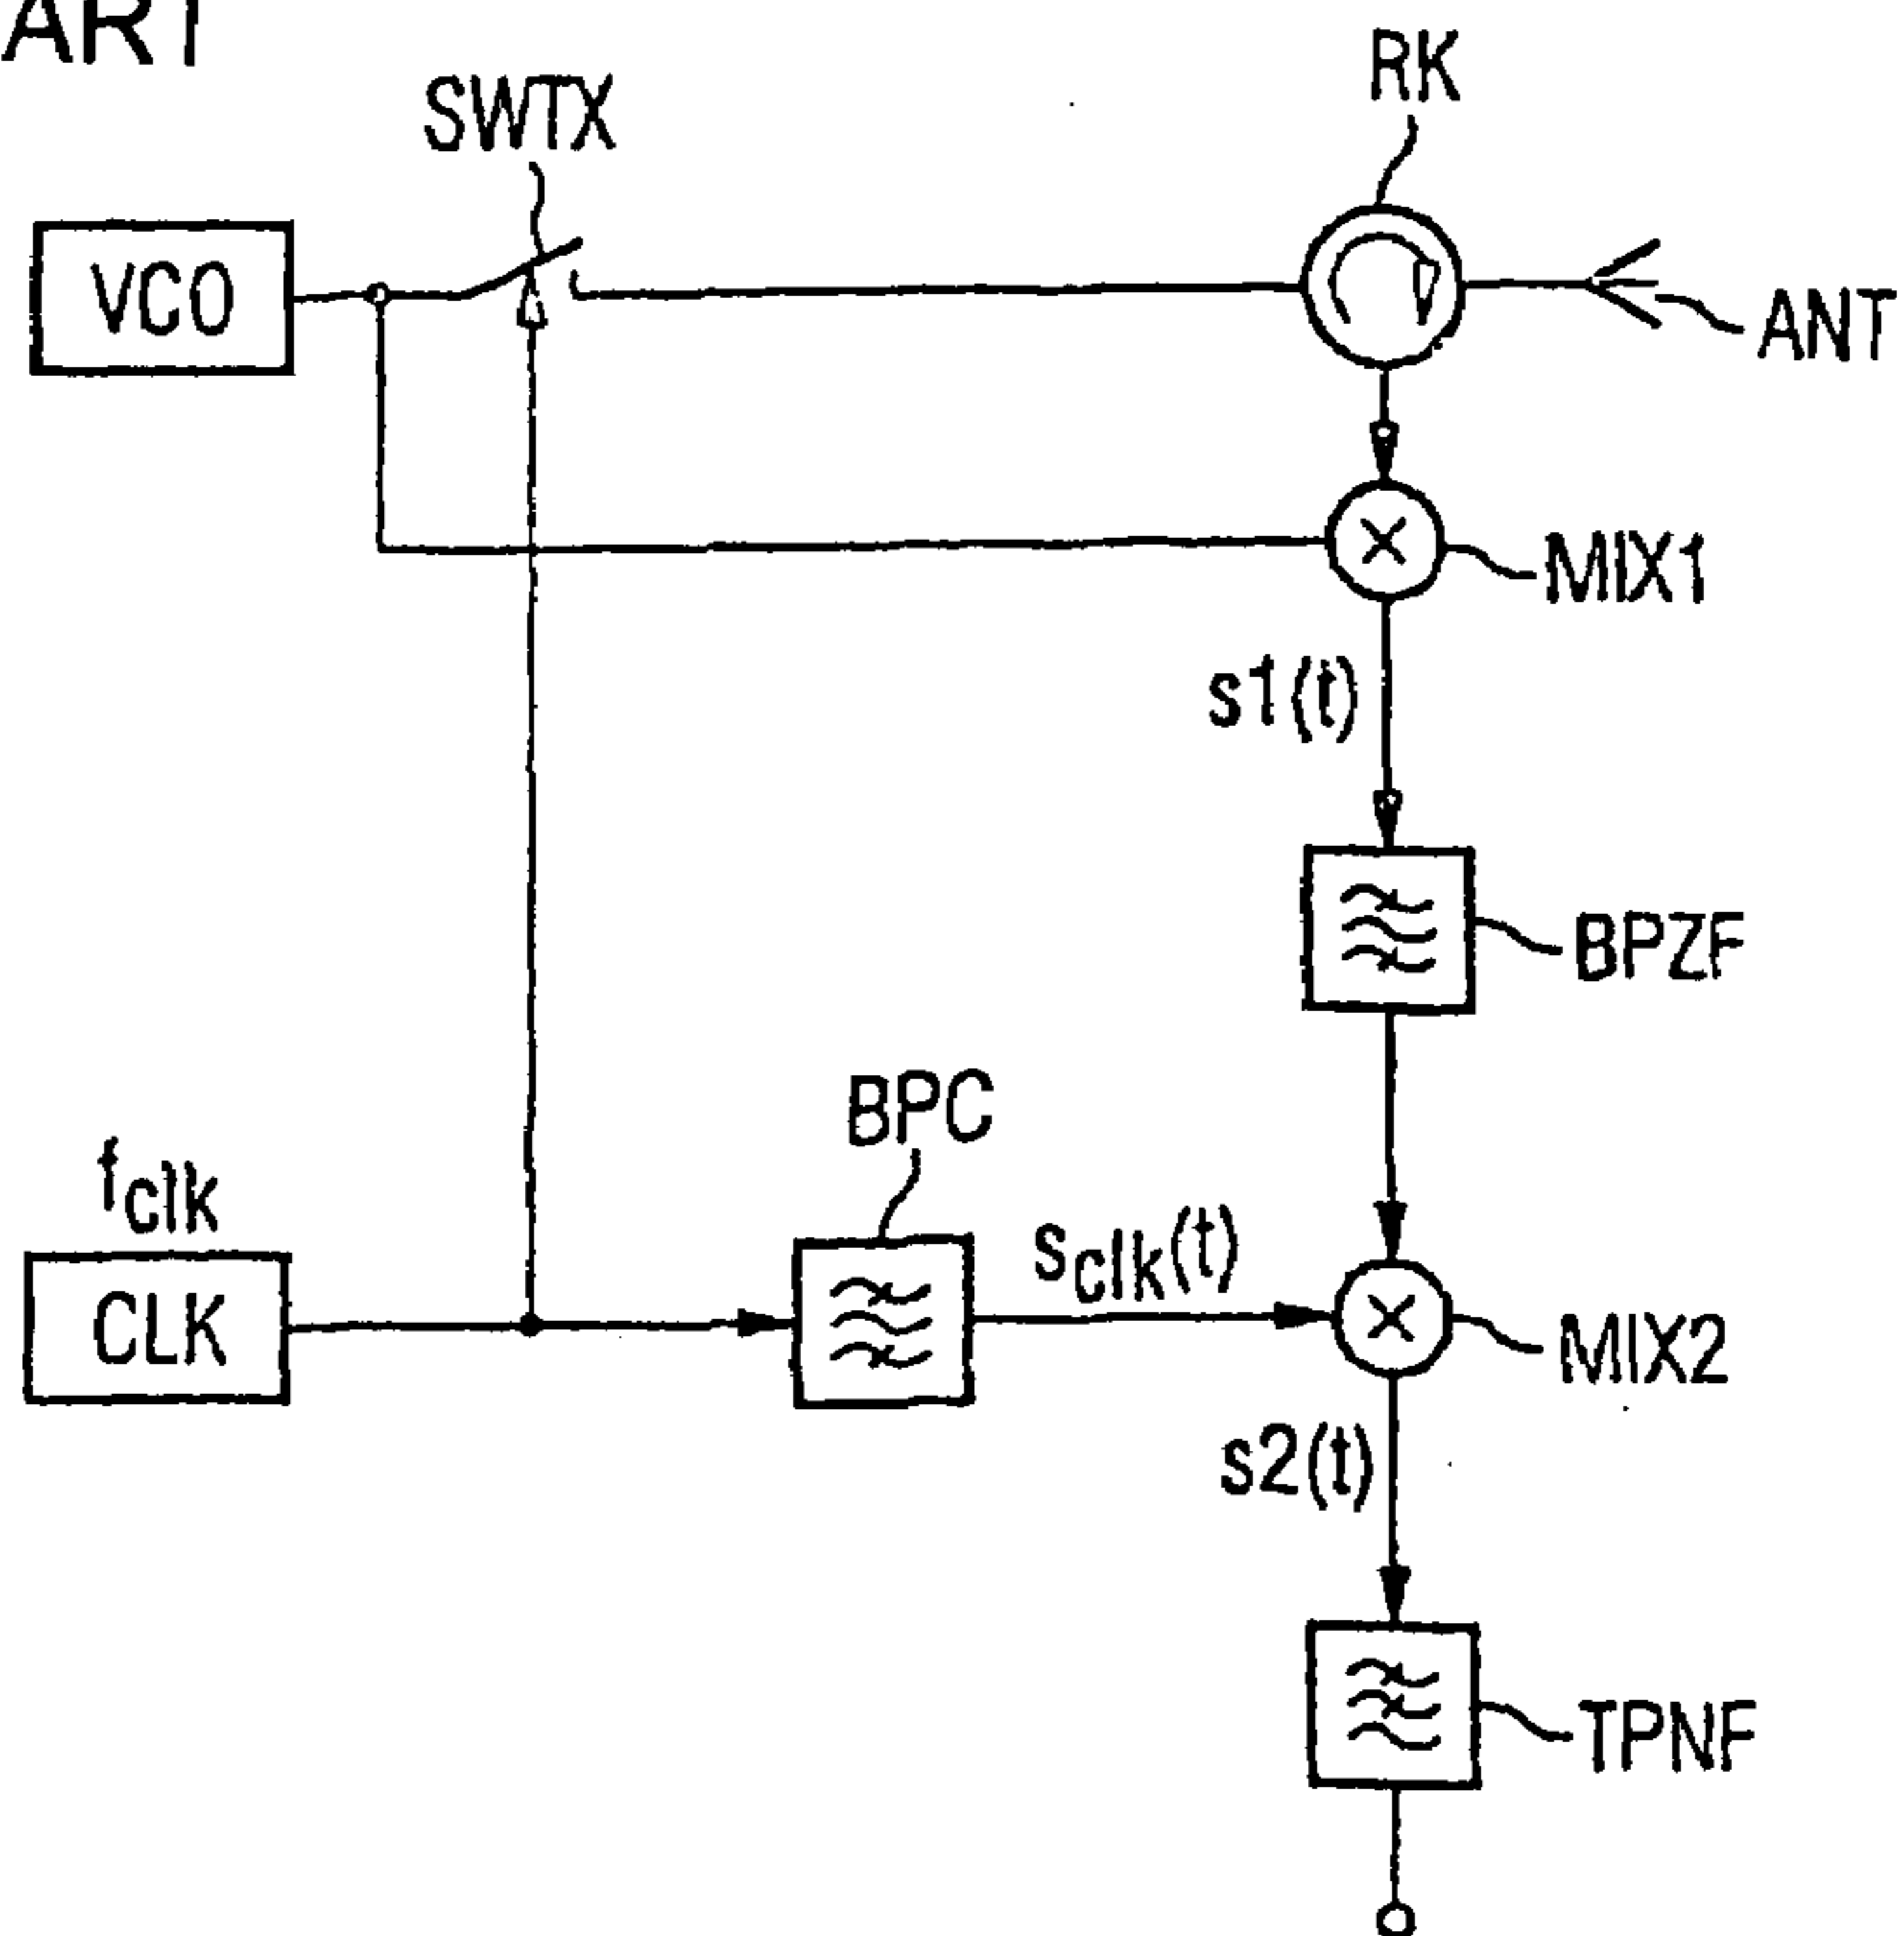 ART
RK
SWTX
VCO
ANT
MIX1
s1(t)
BPZF
BPC
fclk
sclk(t)
CLK
MIX2
s2(t)
TPNF